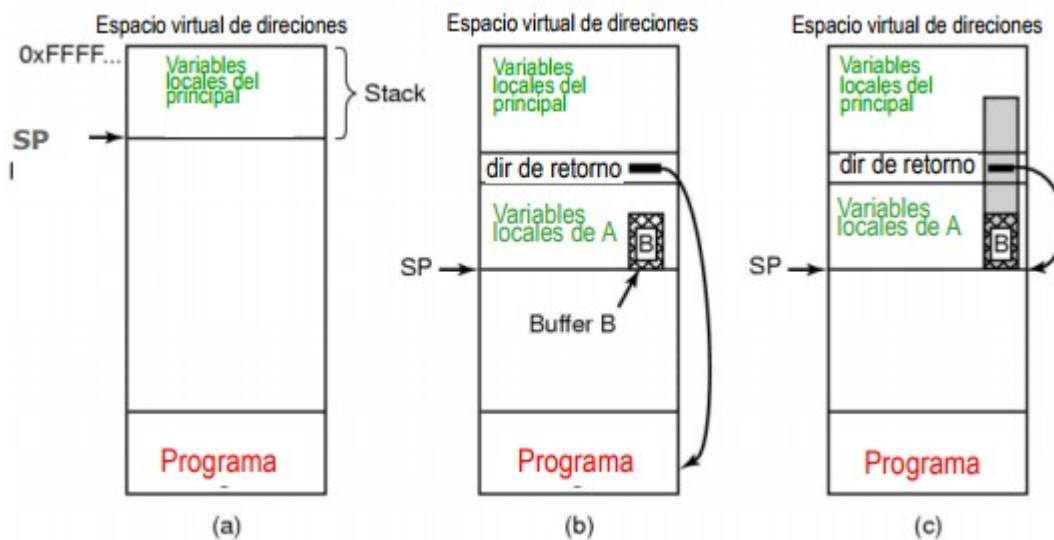 Espacio virtual de direciones
0xFFFF...
Variables
locales del
principal
Stack
SP
Programa
(a)
Espacio virtual de direciones
Variables
locales del
principal
dir de retorno
Variables
locales de A
B
SP
Buffer B
Programa
(b)
Espacio virtual de direciones
Variables
locales del
principal
dir de retorno
Variables
locales de A
B
SP
Programa
(c)